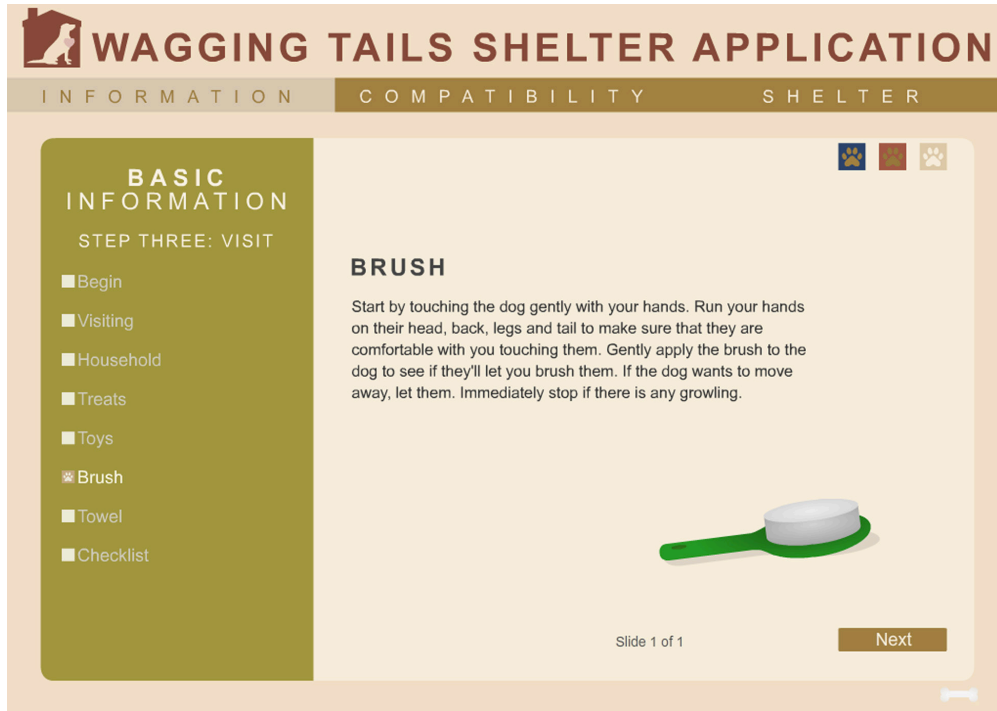 WAGGING TAILS SHELTER APPLICATION
INFORMATION
COMPATIBILITY
SHELTER
BASIC
INFORMATION
STEP THREE: VISIT
Begin
Visiting
Household
Treats
Toys
Brush
Towel
Checklist
BRUSH
Start by touching the dog gently with your hands. Run your hands
on their head, back, legs and tail to make sure that they are
comfortable with you touching them. Gently apply the brush to the
dog to see if they'll let you brush them. If the dog wants to move
away, let them. Immediately stop if there is any growling.
Slide 1 of 1
Next